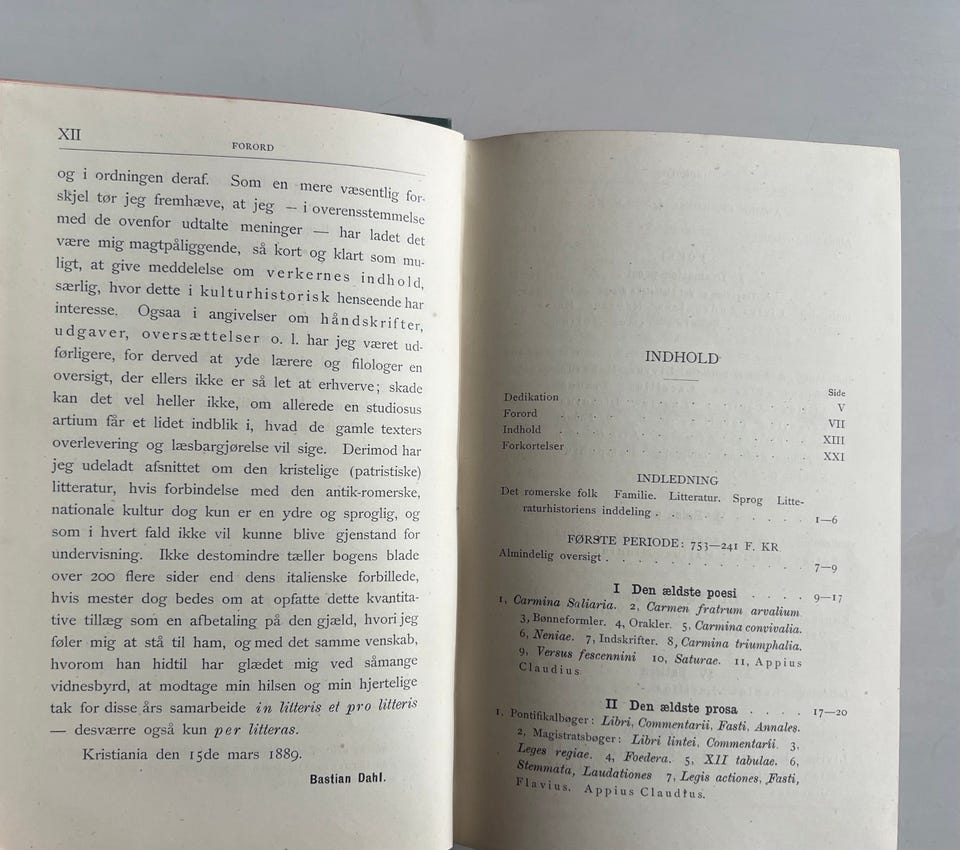 XII
FORORD
og i ordningen deraf. Som en mere væsentlig for-
skjel tør jeg fremhæve, at jeg — i overensstemmelse
med de ovenfor udtalte meninger — har ladet det
være mig magtpåliggende, så kort og klart som mu-
ligt, at give meddelelse om verkernes indhold,
særlig, hvor dette i kulturhistorisk henseende har
interesse. Ogsaa i angivelser om håndskrifter,
udgaver, oversættelser o. l. har jeg været ud-
førligere, for derved at yde lærere og filologer en
oversigt, der ellers ikke er så let at erhverve; skade
kan det vel heller ikke, om allerede en studiosus
artium får et lidet indblik i, hvad de gamle texters
overlevering og læsbargjørelse vil sige. Derimod har
jeg udeladt afsnittet om den kristelige (patristiske)
litteratur, hvis forbindelse med den antik-romerske,
nationale kultur dog kun er en ydre og sproglig, og
som i hvert fald ikke vil kunne blive gjenstand for
undervisning. Ikke destomindre tæller bogens blade
over 200 flere sider end dens italienske forbillede,
hvis mester dog bedes om at opfatte dette kvantita-
tive tillæg som en afbetaling på den gjæld, hvori jeg
føler mig at stå til ham, og med det samme venskab,
hvorom han hidtil har glædet mig ved såmange
vidnesbyrd, at modtage min hilsen og min hjertelige
tak for disse års samarbeide in litteris et pro litteris
— desværre også kun per litteras.
Kristiania den 15de mars 1889.
Bastian Dahl.
INDHOLD
Side
Dedikation . . . . . . . . V
Forord . . . . . . . . VII
Indhold . . . . . . . . XIII
Forkortelser . . . . . . . . XXI
INDLEDNING
Det romerske folk Familie. Litteratur. Sprog Litte-
raturhistoriens inddeling . . . . . . . . 1—6
FØRSTE PERIODE: 753—241 F. KR
Almindelig oversigt . . . . . . . . 7—9
I Den ældste poesi . . . . 9—17
1, Carmina Saliaria. 2, Carmen fratrum arvalium
3, Bønneformler. 4, Orakler. 5, Carmina convivalia.
6, Neniae. 7, Indskrifter. 8, Carmina triumphalia.
9, Versus fescennini 10, Saturae. 11, Appius
Claudius
II Den ældste prosa . . . . 17—20
1, Pontifikalbøger: Libri, Commentarii, Fasti, Annales.
2, Magistratsbøger: Libri lintei, Commentarii. 3,
Leges regiae. 4, Foedera. 5, XII tabulae. 6,
Stemmata, Laudationes 7, Legis actiones, Fasti,
Flavius. Appius Claudius.